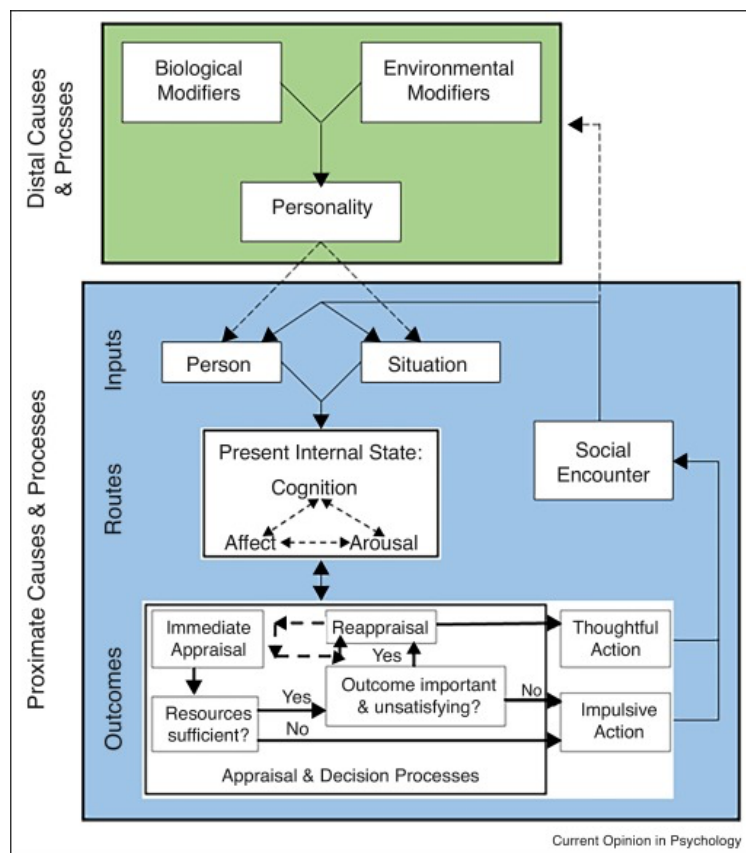 Distal Causes
& Procsses
Biological
Modifiers
Environmental
Modifiers
Personality
Proximate Causes & Processes
Inputs
Person
Situation
Routes
Present Internal State:
Cognition
Affect
Arousal
Social
Encounter
Outcomes
Immediate
Appraisal
Reappraisal
Thoughtful
Action
Yes
Resources
sufficient?
Yes
No
Outcome important
& unsatisfying?
No
Impulsive
Action
Appraisal & Decision Processes
Current Opinion in Psychology